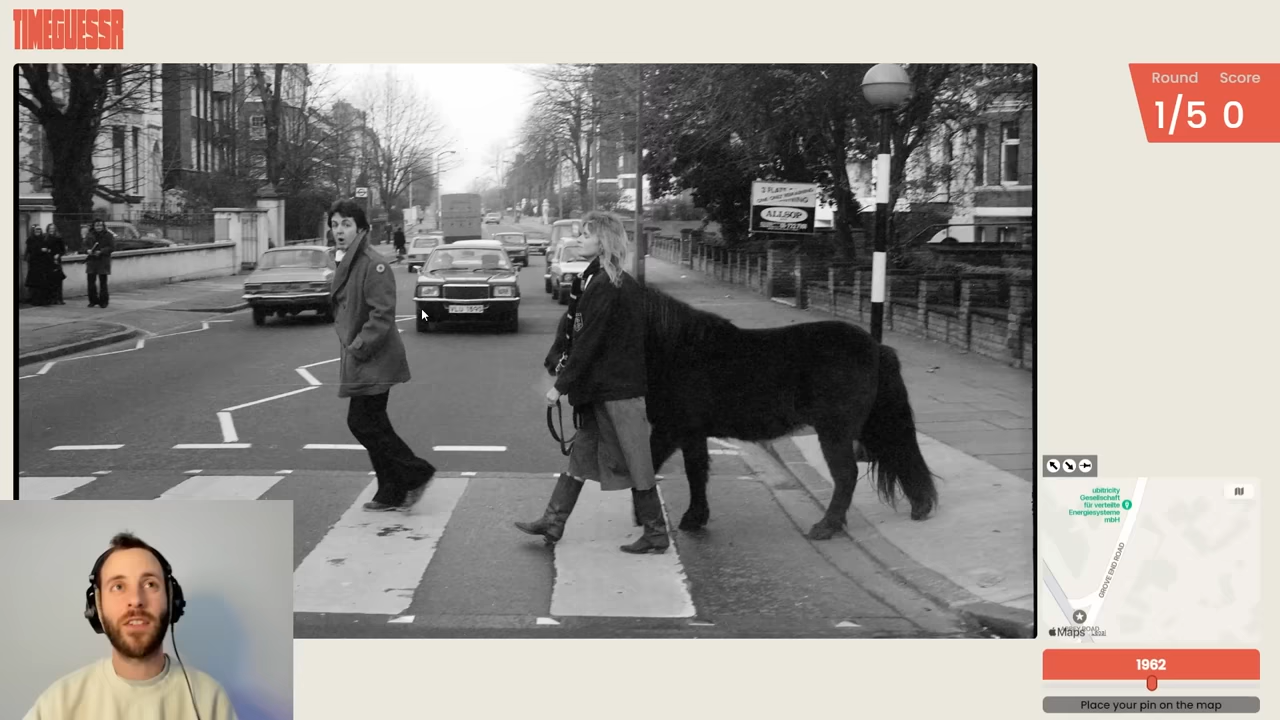 TIMEGUESSR
Round Score
1/5 0
ALLSOP
ubitricity
Gesellschaft
für verteilte
Energiesysteme
mbH
GROVE END ROAD
Maps Legal
1962
Place your pin on the map